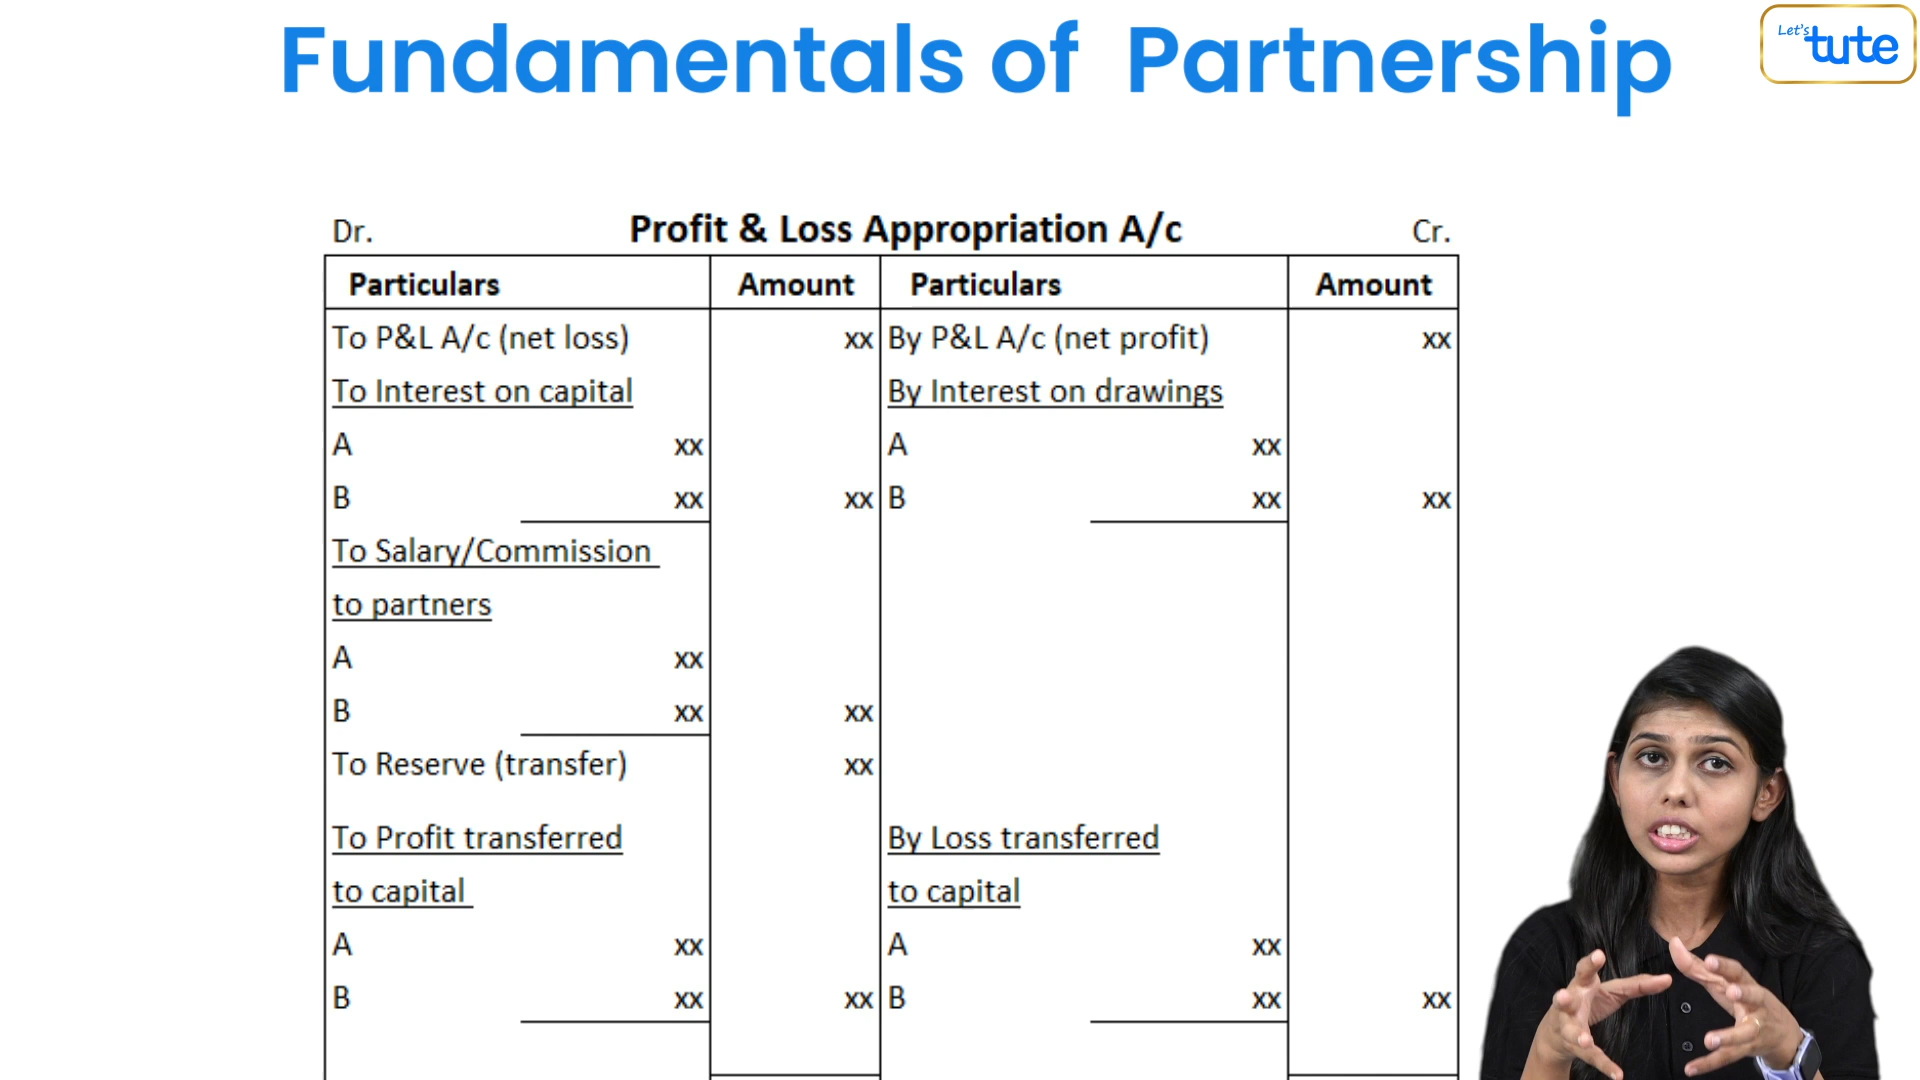 Fundamentals of Partnership
Let's tute
Dr. Profit & Loss Appropriation A/c Cr.
Particulars Amount Particulars Amount
To P&L A/c (net loss) xx By P&L A/c (net profit) xx
To Interest on capital By Interest on drawings
A xx A xx
B xx xx B xx xx
To Salary/Commission
to partners
A xx
B xx xx
To Reserve (transfer) xx
To Profit transferred By Loss transferred
to capital to capital
A xx A xx
B xx xx B xx xx